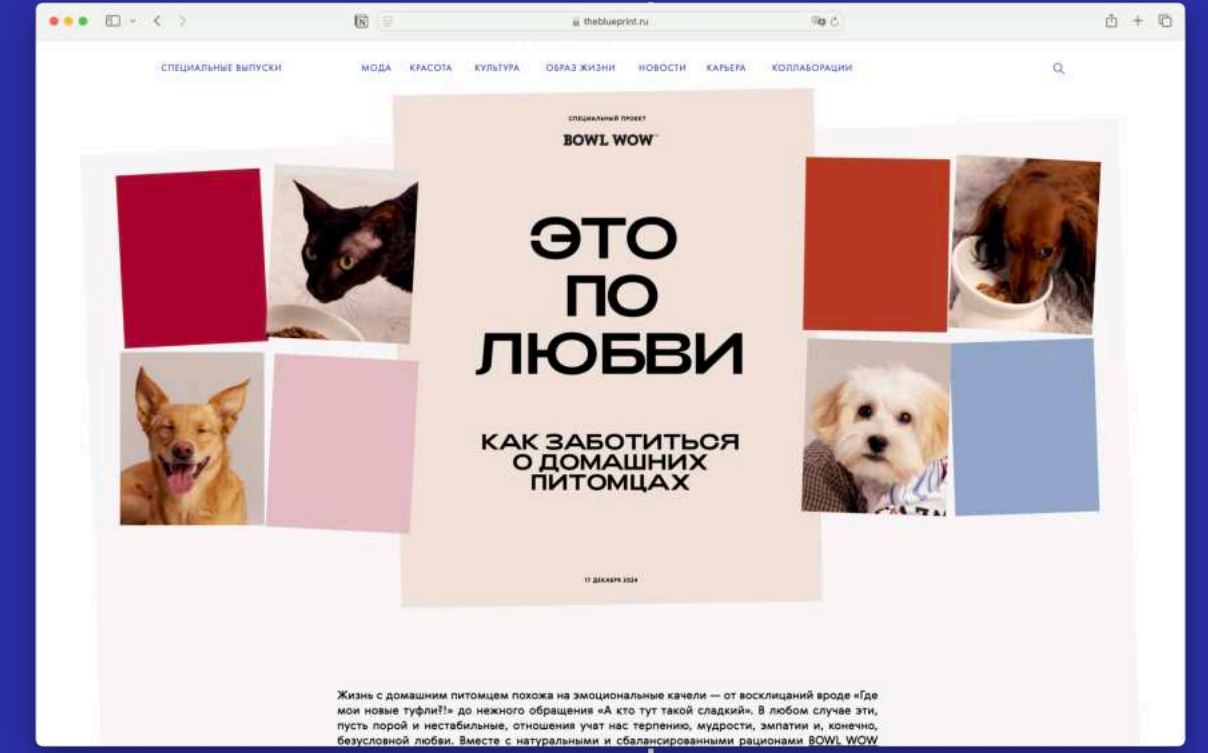 theblueprint.ru
СПЕЦИАЛЬНЫЕ ВЫПУСКИ МОДА КРАСОТА КУЛЬТУРА ОБРАЗ ЖИЗНИ НОВОСТИ КАРЬЕРА КОЛЛАБОРАЦИИ
СПЕЦИАЛЬНЫЙ ПРОЕКТ
BOWL WOW
ЭТО
ПО
ЛЮБВИ
КАК ЗАБОТИТЬСЯ
О ДОМАШНИХ
ПИТОМЦАХ
17 ДЕКАБРЯ 2024
Жизнь с домашним питомцем похожа на эмоциональные качели — от восклицаний вроде «Где
мои новые туфли?!» до нежного обращения «А кто тут такой сладкий». В любом случае эти,
пусть порой и нестабильные, отношения учат нас терпению, мудрости, эмпатии и, конечно,
безусловной любви. Вместе с натуральными и сбалансированными рационами BOWL WOW